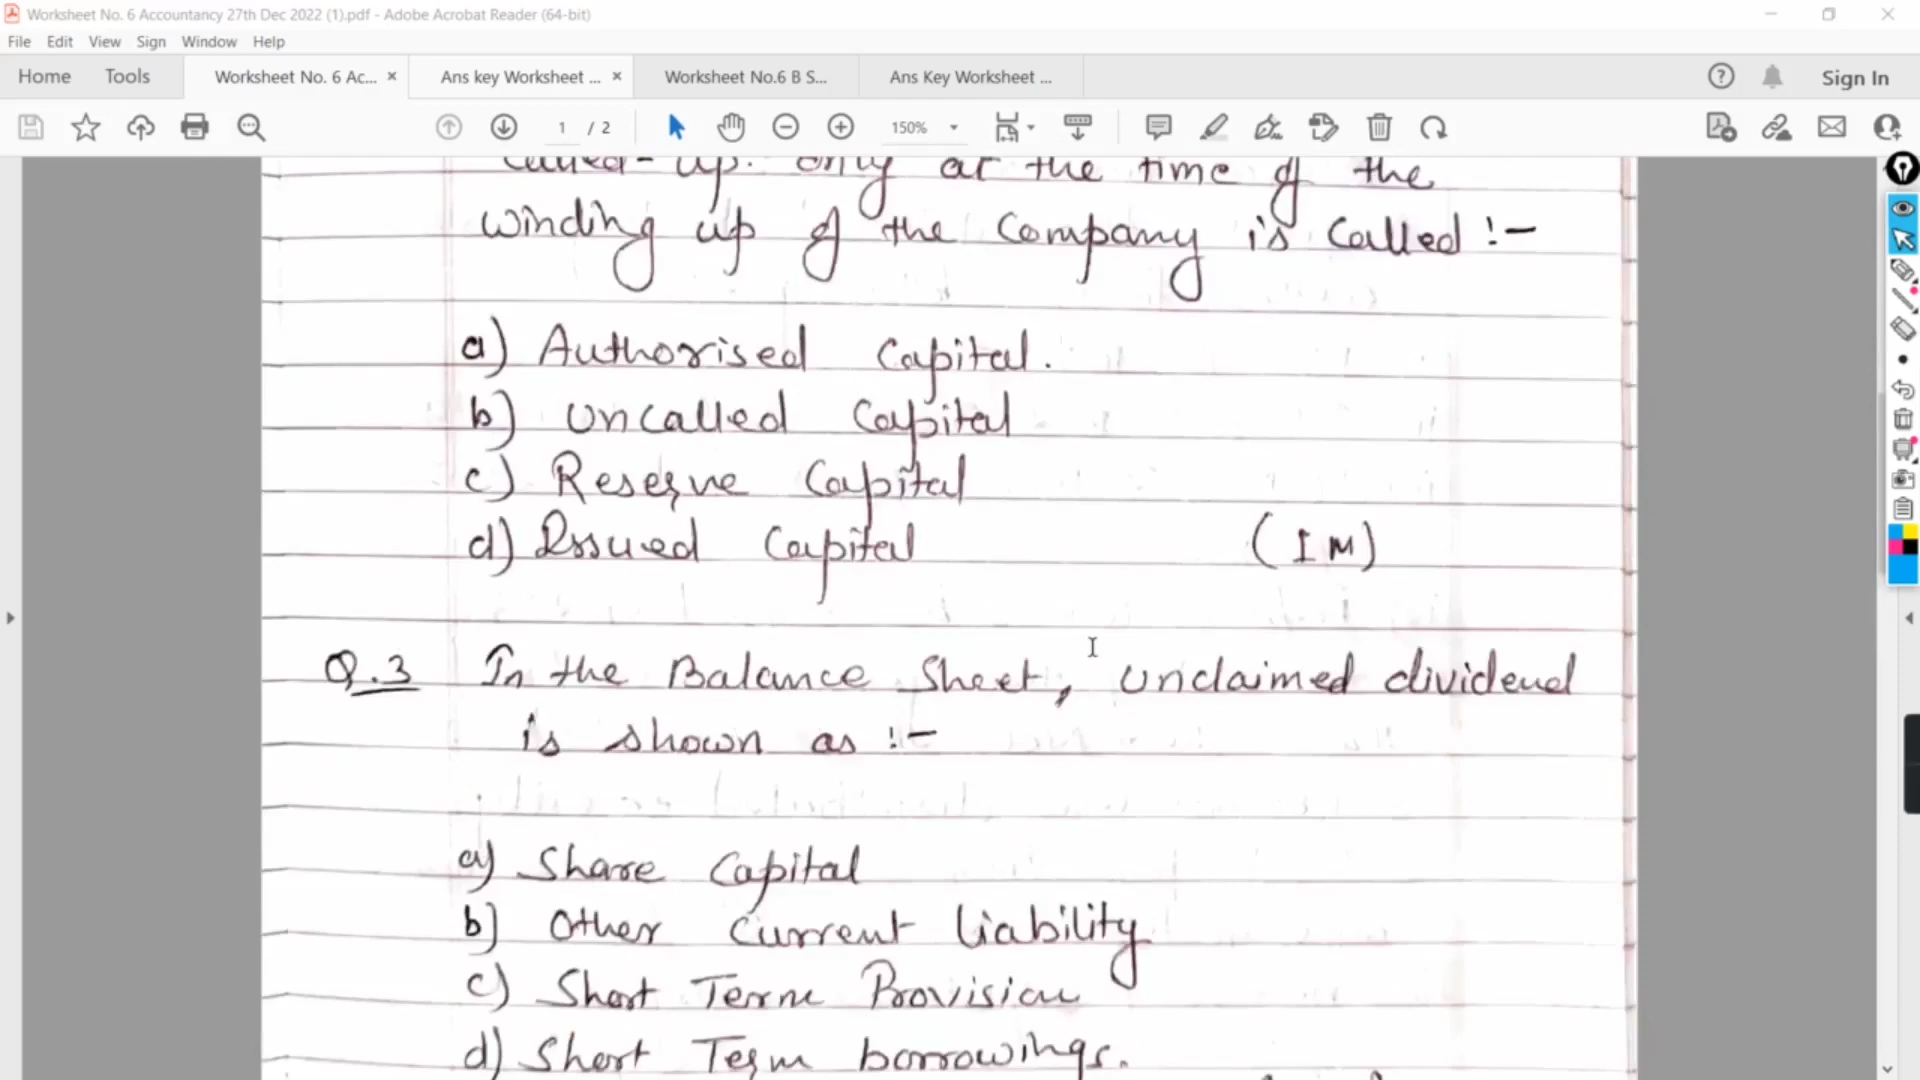 Worksheet No. 6 Accountancy 27th Dec 2022 (1).pdf - Adobe Acrobat Reader (64-bit)
File Edit View Sign Window Help
Home Tools Worksheet No. 6 Ac... × Ans key Worksheet ... × Worksheet No.6 B S... Ans Key Worksheet ... Sign In
1 / 2 150%
called-up only at the time of the
winding up of the Company is called :-
a) Authorised Capital.
b) Uncalled Capital
c) Reserve Capital
d) Issued Capital (1M)
Q.3 In the Balance Sheet, unclaimed dividend
is shown as :-
a) Share Capital
b) Other Current liability
c) Short Term Provision
d) Short Term borrowings.